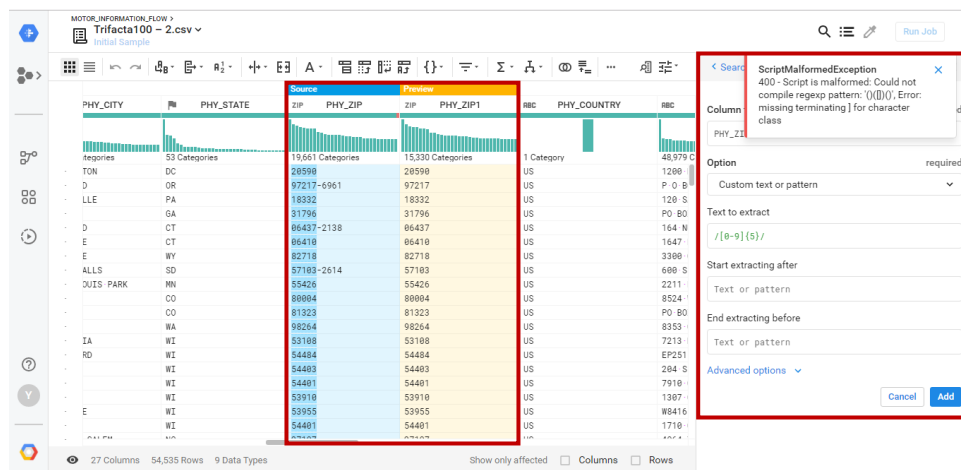 MOTOR_INFORMATION_FLOW >
Trifacta100 – 2.csv
Initial Sample
Run Job
Source
Preview
PHY_CITY
PHY_STATE
ZIP
PHY_ZIP
ZIP
PHY_ZIP1
RBC
PHY_COUNTRY
RBC
53 Categories
19,661 Categories
15,330 Categories
1 Category
TON DC 20590 20590 US 1200
D OR 97217-6961 97217 US P·O·B
LLE PA 18332 18332 US 120·S
GA 31796 31796 US PO·BO
D CT 06437-2138 06437 US 164·N
E CT 06410 06410 US 1647
E WY 82718 82718 US 3300
ALLS SD 57103-2614 57103 US 600·S
OUIS·PARK MN 55426 55426 US 2211
CO 80004 80004 US 8524
CO 81323 81323 US PO·BO
WA 98264 98264 US 8353
IA WI 53108 53108 US 7213
RD WI 54484 54484 US EP251
WI 54403 54403 US 204·S
WI 54401 54401 US 7910
WI 53910 53910 US 1307
E WI 53955 53955 US W8416
WI 54401 54401 US 1710
27 Columns 54,535 Rows 9 Data Types
Show only affected Columns Rows
ScriptMalformedException
400 - Script is malformed: Could not
compile regexp pattern: '()([])()', Error:
missing terminating ] for character
class
Column
Option required
Custom text or pattern
Text to extract
/[0-9]{5}/
Start extracting after
Text or pattern
End extracting before
Text or pattern
Advanced options
Cancel Add
Y